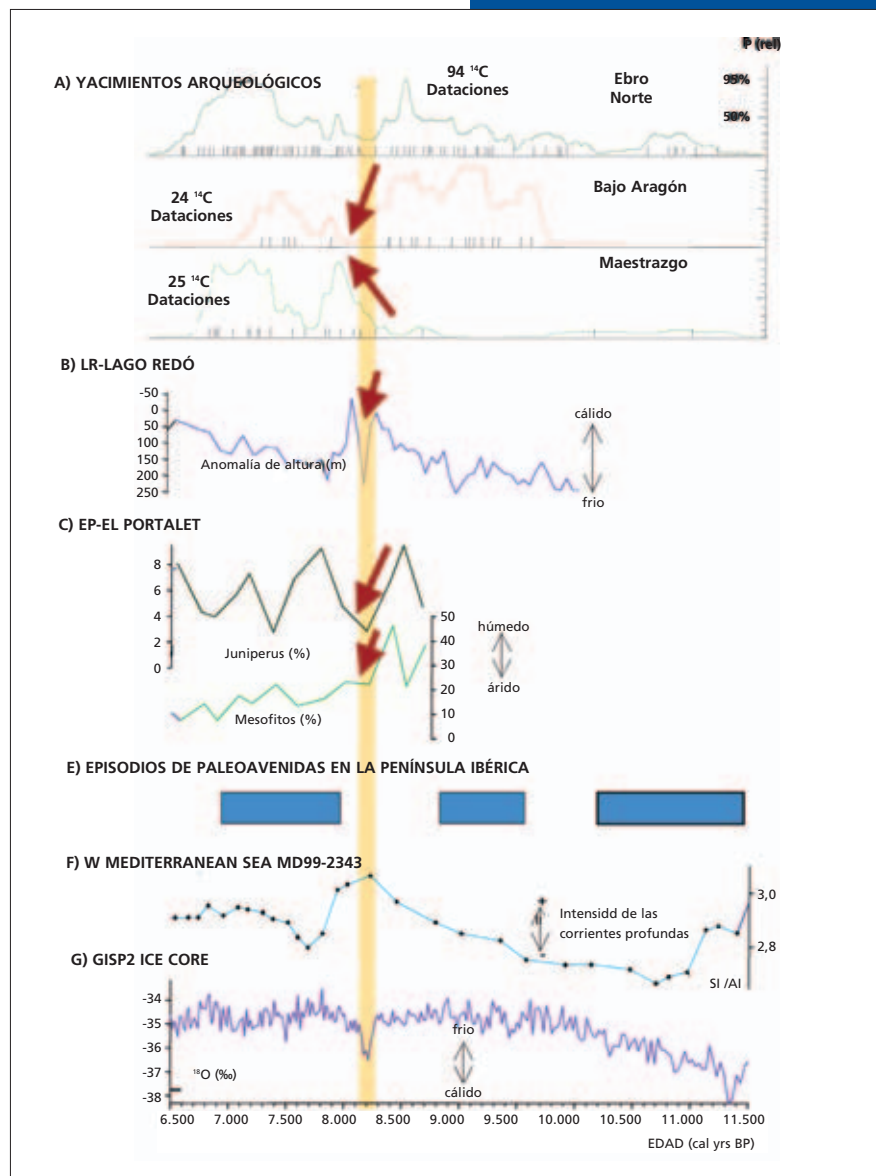 P (rel)
A) YACIMIENTOS ARQUEOLÓGICOS
94 ¹⁴C
Dataciones
Ebro
Norte
95%
50%
24 ¹⁴C
Dataciones
Bajo Aragón
25 ¹⁴C
Dataciones
Maestrazgo
B) LR-LAGO REDÓ
-50
0
50
100
150
200
250
Anomalía de altura (m)
cálido
frio
C) EP-EL PORTALET
8
6
4
2
0
Juniperus (%)
Mesofitos (%)
50
40
30
20
10
0
húmedo
árido
E) EPISODIOS DE PALEOAVENIDAS EN LA PENÍNSULA IBÉRICA
F) W MEDITERRANEAN SEA MD99-2343
+
Intensidd de las
corrientes profundas
-
3,0
2,8
SI /AI
G) GISP2 ICE CORE
-34
-35
-36
-37
-38
¹⁸O (‰)
frio
cálido
6.500 7.000 7.500 8.000 8.500 9.000 9.500 10.000 10.500 11.000 11.500
EDAD (cal yrs BP)